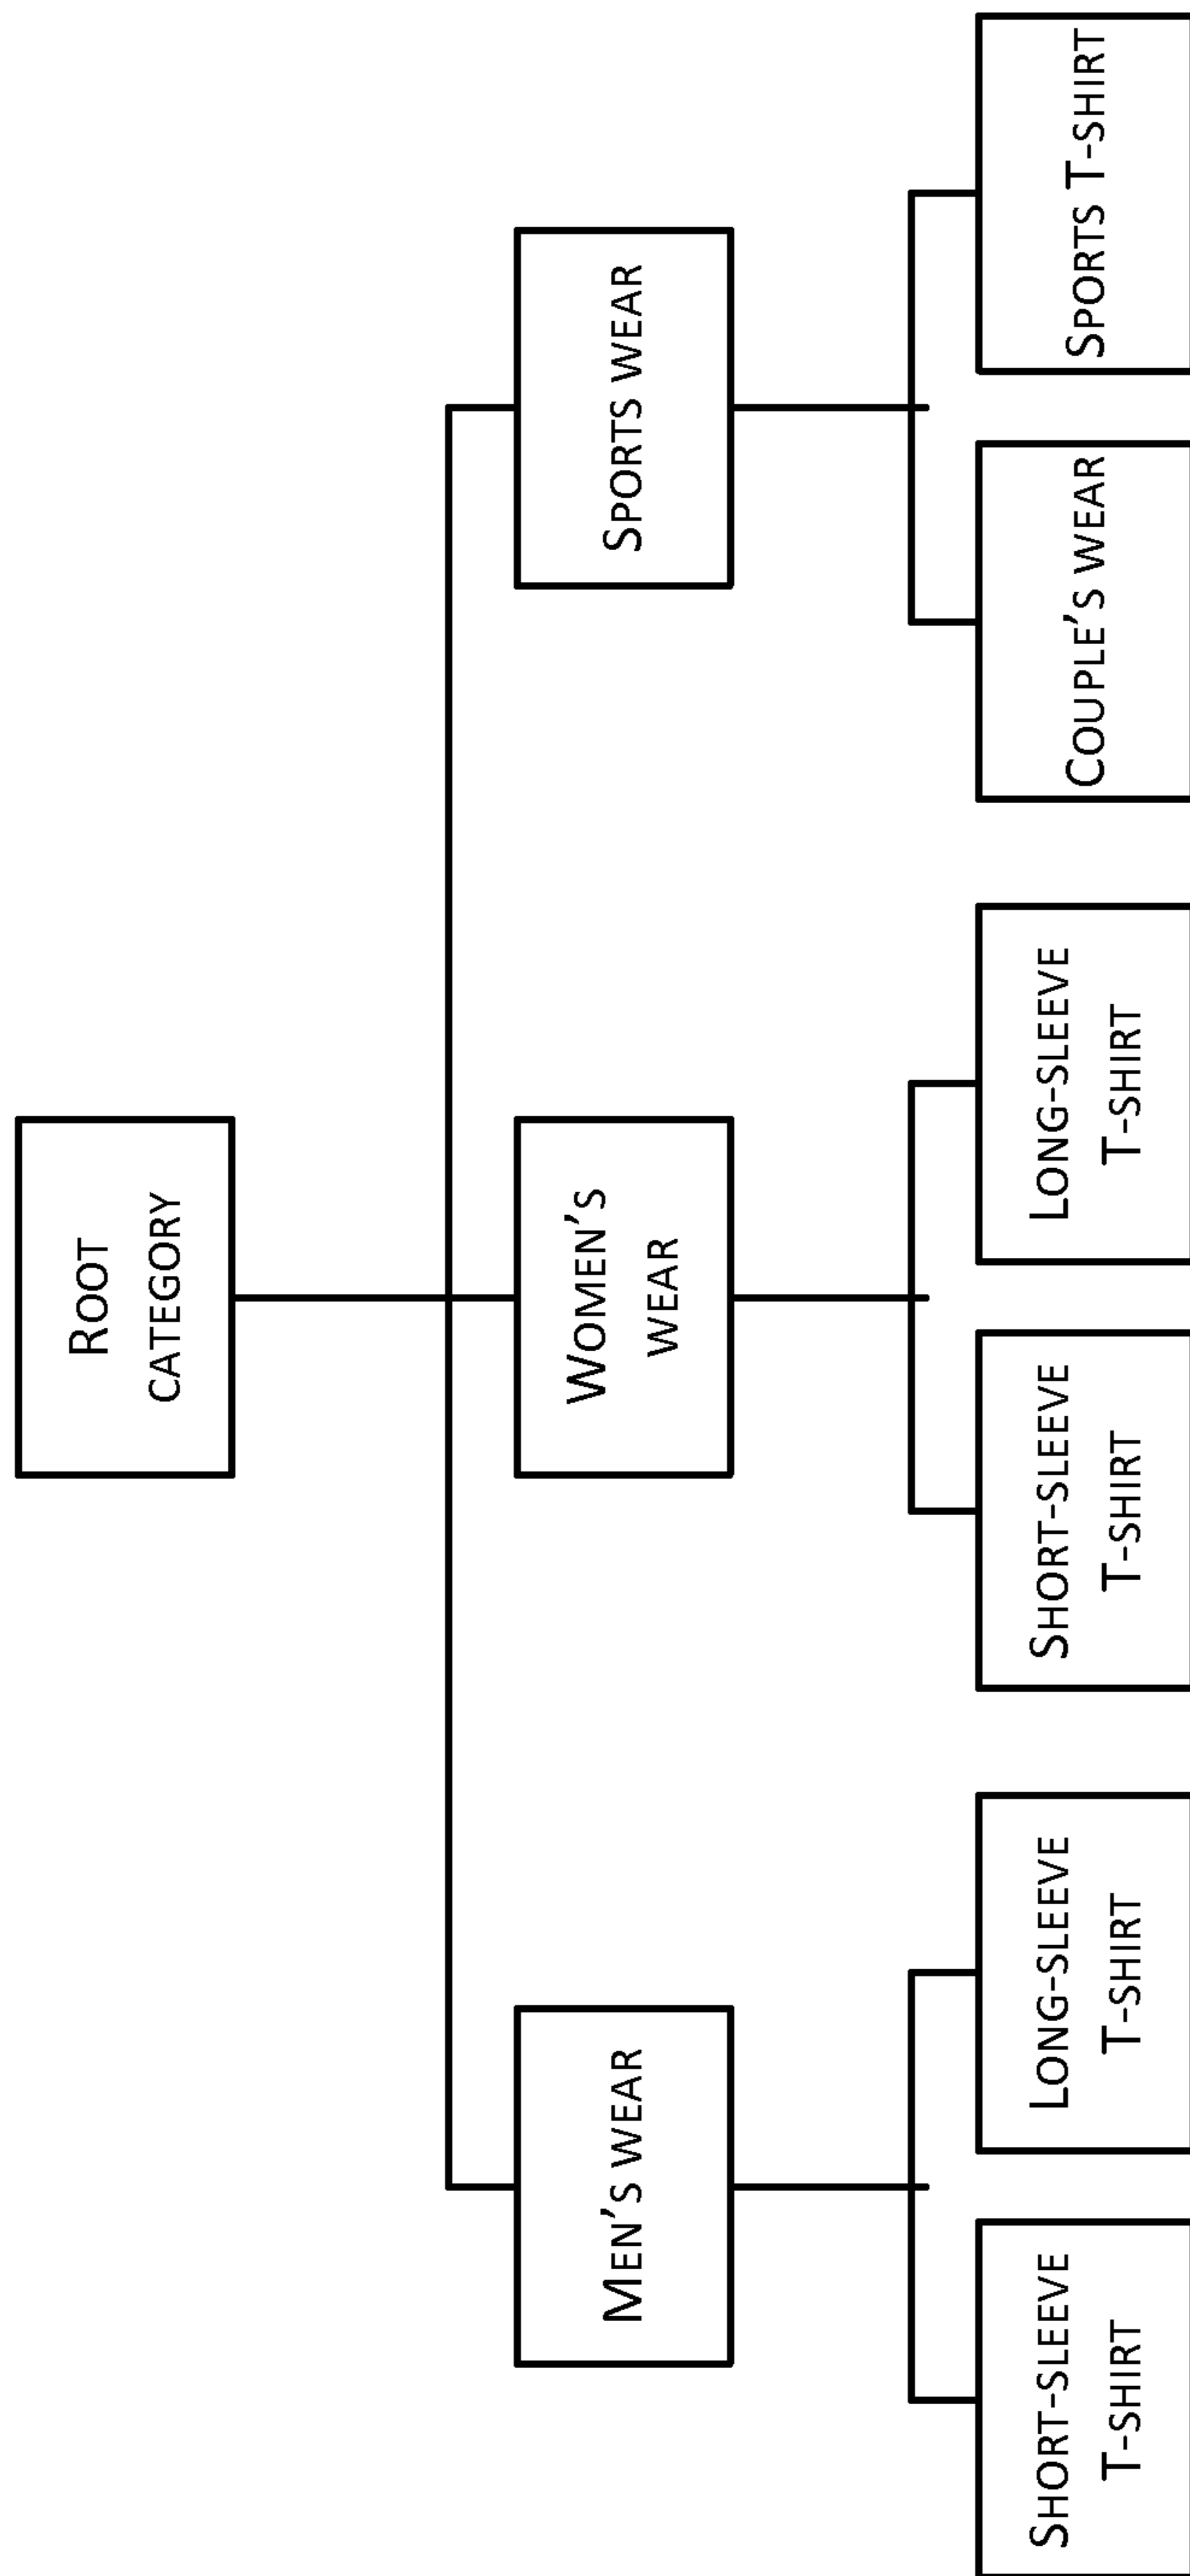 ROOT
CATEGORY
MEN'S WEAR
WOMEN'S
WEAR
SPORTS WEAR
SHORT-SLEEVE
T-SHIRT
LONG-SLEEVE
T-SHIRT
SHORT-SLEEVE
T-SHIRT
LONG-SLEEVE
T-SHIRT
COUPLE'S WEAR
SPORTS T-SHIRT